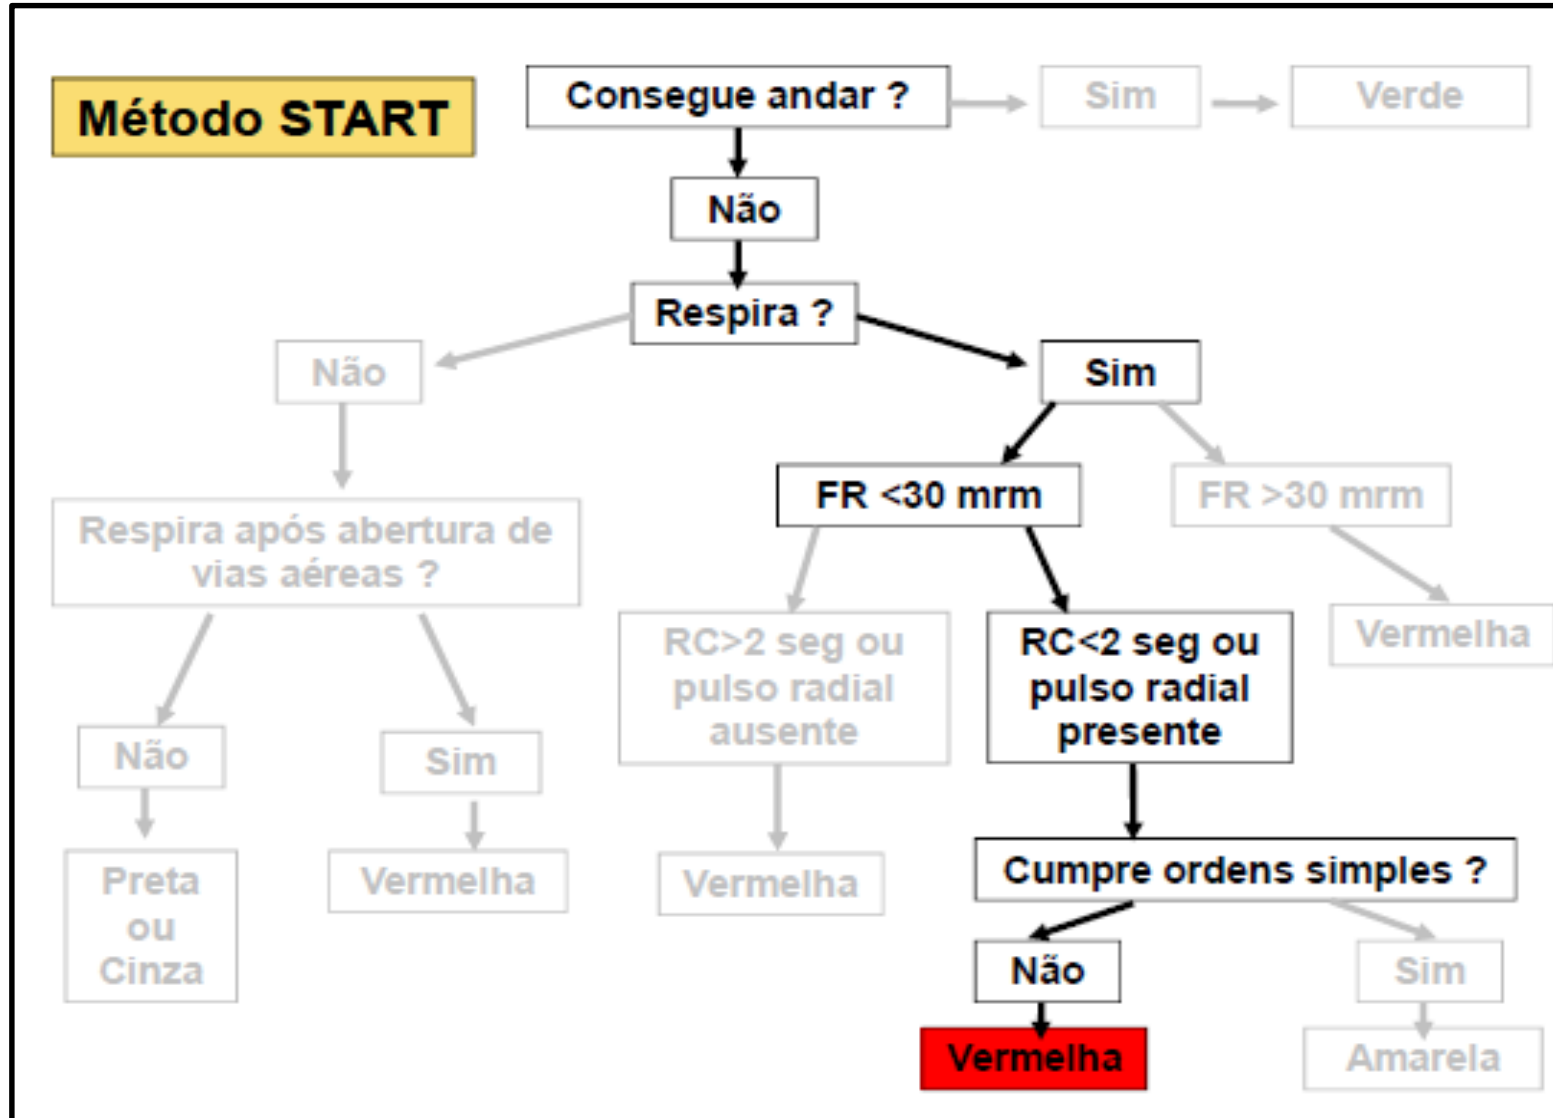 Método START
Consegue andar ?
Sim
Verde
Não
Respira ?
Não
Sim
FR <30 mrm
FR >30 mrm
Respira após abertura de
vias aéreas ?
RC>2 seg ou
pulso radial
ausente
RC<2 seg ou
pulso radial
presente
Vermelha
Não
Sim
Preta
ou
Cinza
Vermelha
Vermelha
Cumpre ordens simples ?
Não
Sim
Vermelha
Amarela